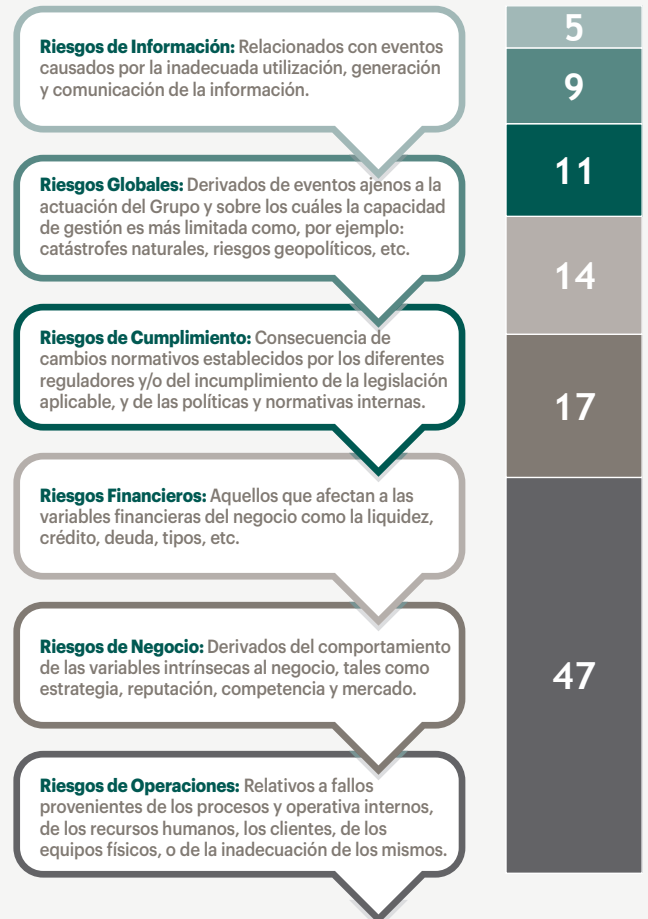 Riesgos de Información: Relacionados con eventos
causados por la inadecuada utilización, generación
y comunicación de la información.
Riesgos Globales: Derivados de eventos ajenos a la
actuación del Grupo y sobre los cuáles la capacidad
de gestión es más limitada como, por ejemplo:
catástrofes naturales, riesgos geopolíticos, etc.
Riesgos de Cumplimiento: Consecuencia de
cambios normativos establecidos por los diferentes
reguladores y/o del incumplimiento de la legislación
aplicable, y de las políticas y normativas internas.
Riesgos Financieros: Aquellos que afectan a las
variables financieras del negocio como la liquidez,
crédito, deuda, tipos, etc.
Riesgos de Negocio: Derivados del comportamiento
de las variables intrínsecas al negocio, tales como
estrategia, reputación, competencia y mercado.
Riesgos de Operaciones: Relativos a fallos
provenientes de los procesos y operativa internos,
de los recursos humanos, los clientes, de los
equipos físicos, o de la inadecuación de los mismos.
5
9
11
14
17
47